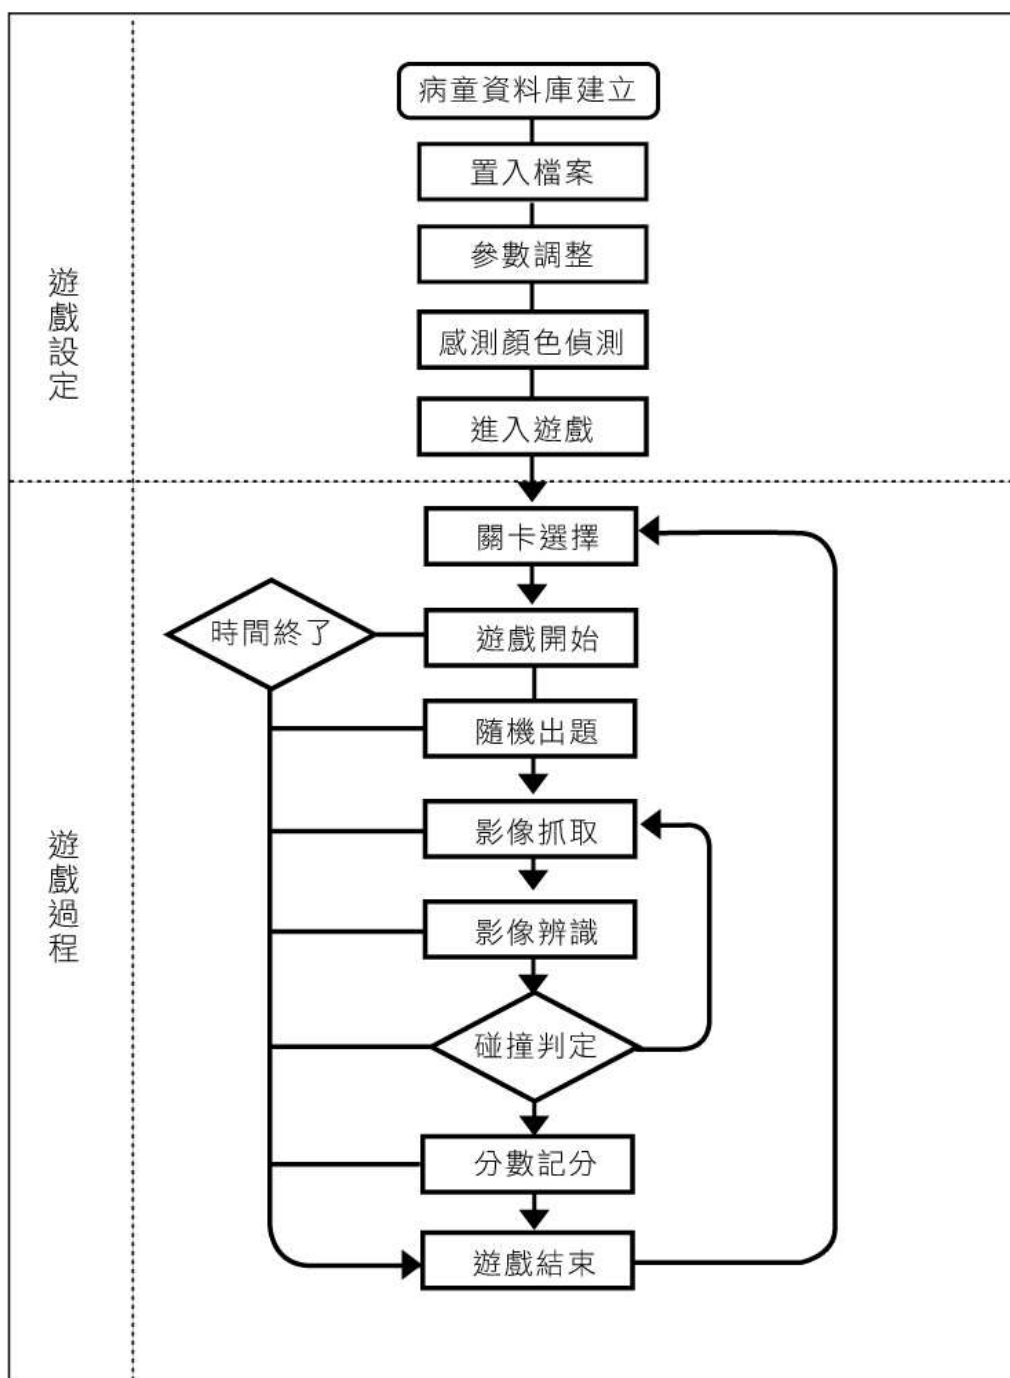 遊戲設定
病童資料庫建立
置入檔案
參數調整
感測顏色偵測
進入遊戲
遊戲過程
關卡選擇
時間終了
遊戲開始
隨機出題
影像抓取
影像辨識
碰撞判定
分數記分
遊戲結束